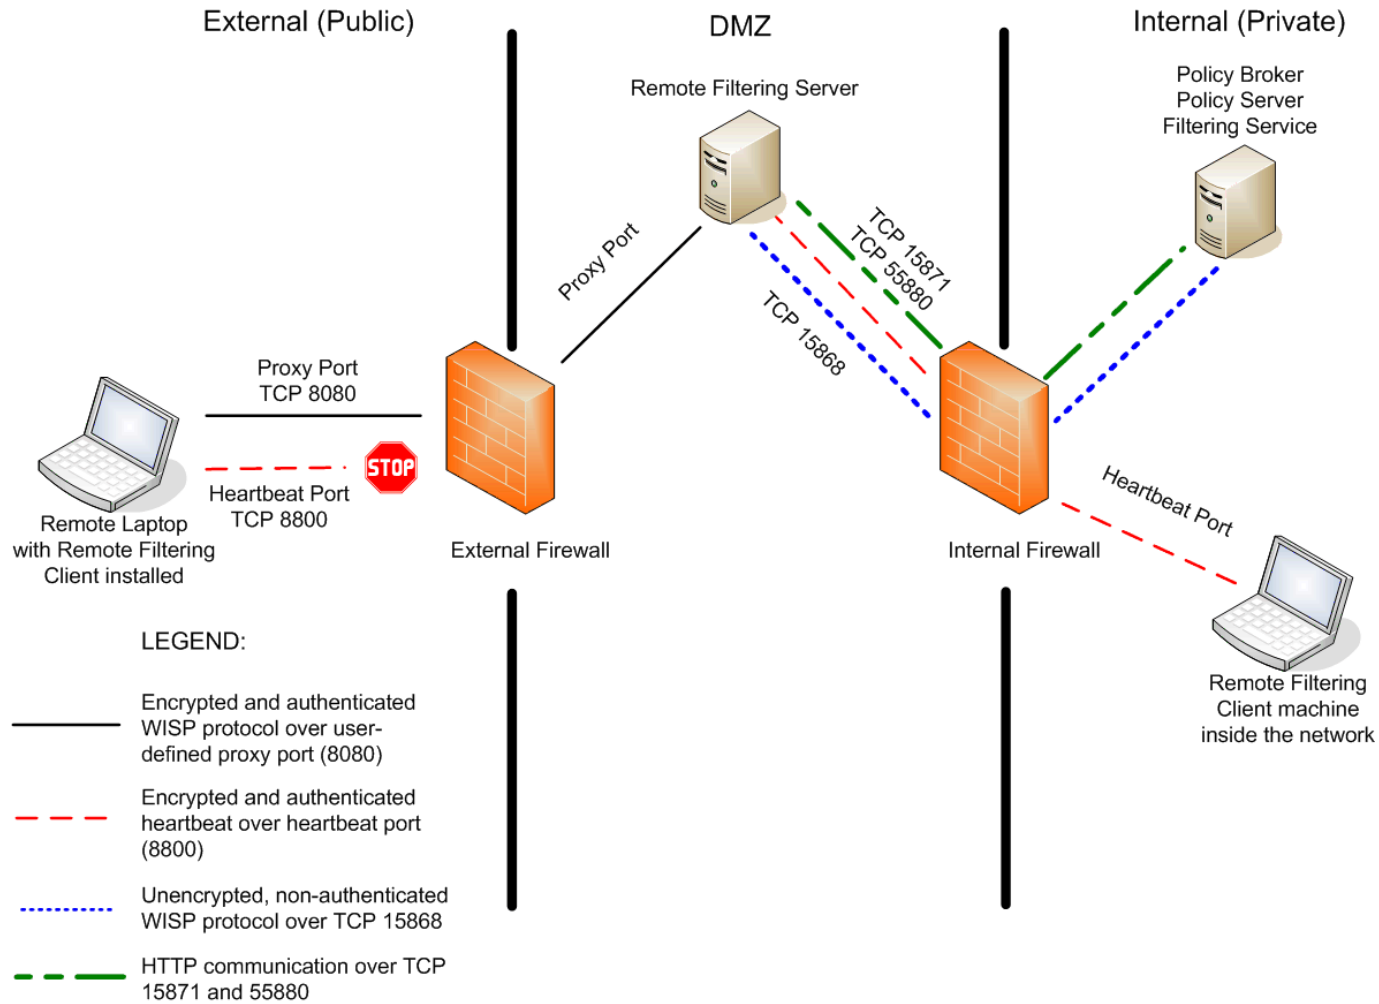 External (Public)
DMZ
Internal (Private)
Remote Filtering Server
Policy Broker
Policy Server
Filtering Service
Proxy Port
TCP 15871
TCP 55880
TCP 15868
Proxy Port
TCP 8080
STOP
Heartbeat Port
TCP 8800
Remote Laptop
with Remote Filtering
Client installed
External Firewall
Internal Firewall
Heartbeat Port
Remote Filtering
Client machine
inside the network
LEGEND:
Encrypted and authenticated
WISP protocol over user-
defined proxy port (8080)
Encrypted and authenticated
heartbeat over heartbeat port
(8800)
Unencrypted, non-authenticated
WISP protocol over TCP 15868
HTTP communication over TCP
15871 and 55880